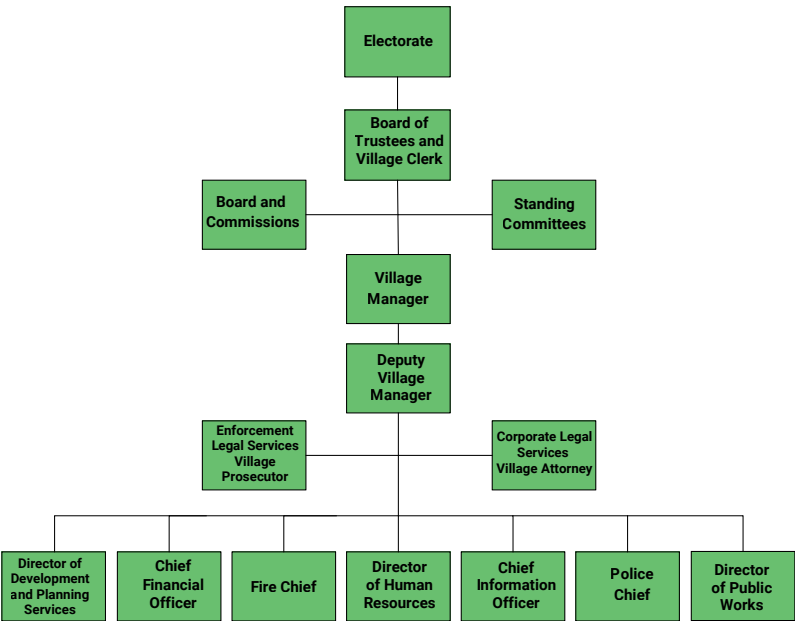 Electorate
Board of
Trustees and
Village Clerk
Board and
Commissions
Standing
Committees
Village
Manager
Deputy
Village
Manager
Enforcement
Legal Services
Village
Prosecutor
Corporate Legal
Services
Village Attorney
Director of
Development
and Planning
Services
Chief
Financial
Officer
Fire Chief
Director
of Human
Resources
Chief
Information
Officer
Police
Chief
Director
of Public
Works